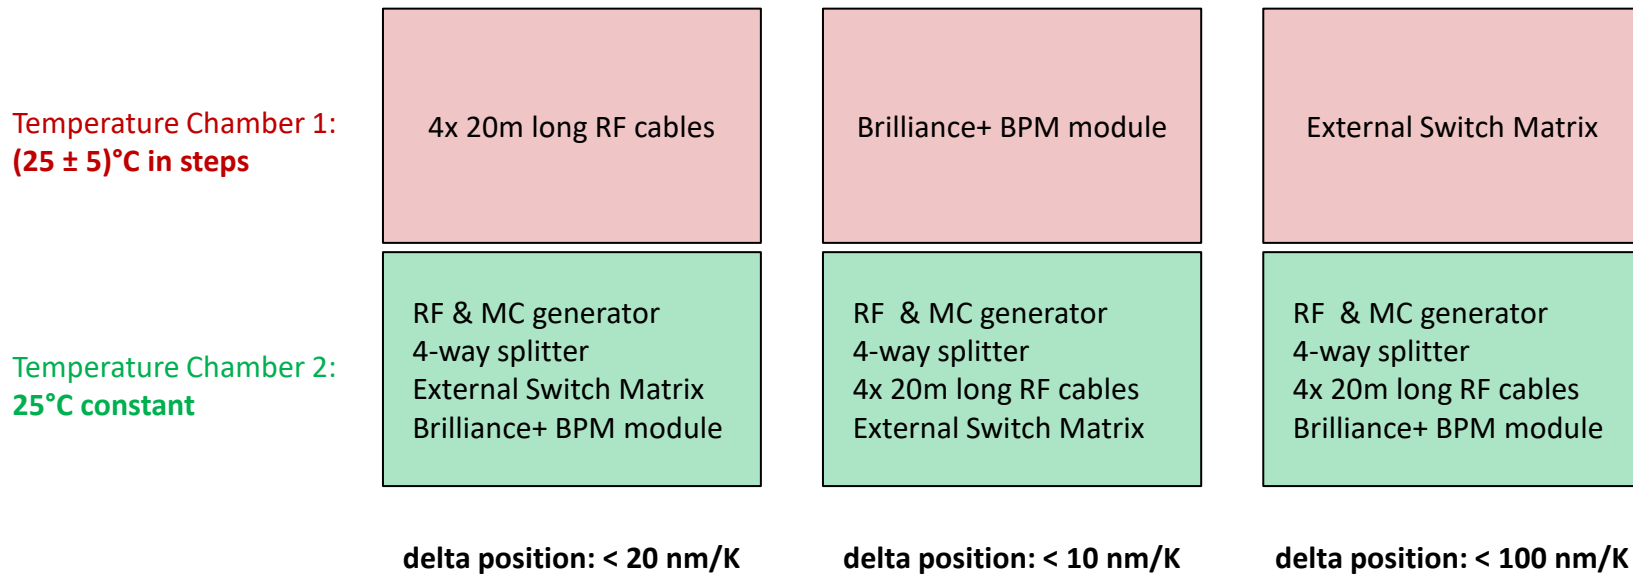 Temperature Chamber 1:
(25 ± 5)°C in steps
4x 20m long RF cables
Brilliance+ BPM module
External Switch Matrix
Temperature Chamber 2:
25°C constant
RF & MC generator
4-way splitter
External Switch Matrix
Brilliance+ BPM module
RF & MC generator
4-way splitter
4x 20m long RF cables
External Switch Matrix
RF & MC generator
4-way splitter
4x 20m long RF cables
Brilliance+ BPM module
delta position: < 20 nm/K
delta position: < 10 nm/K
delta position: < 100 nm/K